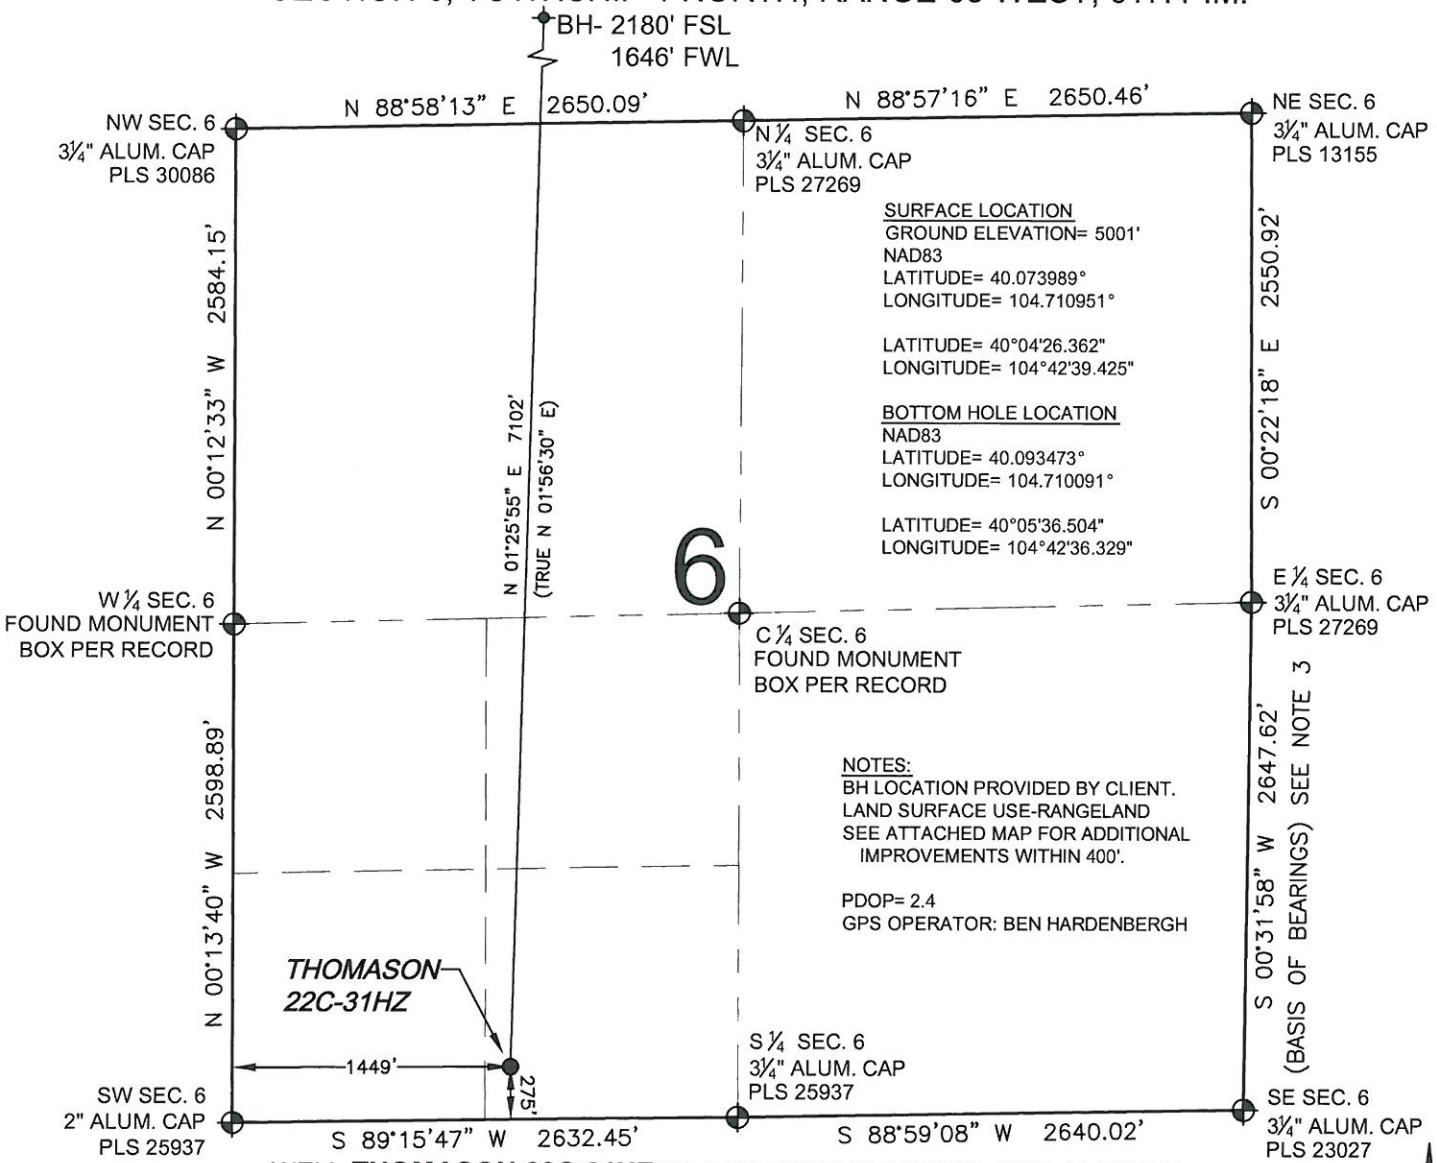 BH- 2180' FSL
1646' FWL
N 88°58'13" E 2650.09'
N 88°57'16" E 2650.46'
NW SEC. 6
3¼" ALUM. CAP
PLS 30086
N ¼ SEC. 6
3¼" ALUM. CAP
PLS 27269
NE SEC. 6
3¼" ALUM. CAP
PLS 13155
SURFACE LOCATION
GROUND ELEVATION= 5001'
NAD83
LATITUDE= 40.073989°
LONGITUDE= 104.710951°
LATITUDE= 40°04'26.362"
LONGITUDE= 104°42'39.425"
BOTTOM HOLE LOCATION
NAD83
LATITUDE= 40.093473°
LONGITUDE= 104.710091°
LATITUDE= 40°05'36.504"
LONGITUDE= 104°42'36.329"
N 00°12'33" W 2584.15'
N 01°25'55" E 7102'
(TRUE N 01°56'30" E)
S 00°22'18" E 2550.92'
6
W ¼ SEC. 6
FOUND MONUMENT
BOX PER RECORD
C ¼ SEC. 6
FOUND MONUMENT
BOX PER RECORD
E ¼ SEC. 6
3¼" ALUM. CAP
PLS 27269
N 00°13'40" W 2598.89'
NOTES:
BH LOCATION PROVIDED BY CLIENT.
LAND SURFACE USE-RANGELAND
SEE ATTACHED MAP FOR ADDITIONAL
IMPROVEMENTS WITHIN 400'.
PDOP= 2.4
GPS OPERATOR: BEN HARDENBERGH
S 00°31'58" W 2647.62'
(BASIS OF BEARINGS) SEE NOTE 3
THOMASON
22C-31HZ
1449'
275'
SW SEC. 6
2" ALUM. CAP
PLS 25937
S ¼ SEC. 6
3¼" ALUM. CAP
PLS 25937
SE SEC. 6
3¼" ALUM. CAP
PLS 23027
S 89°15'47" W 2632.45'
S 88°59'08" W 2640.02'